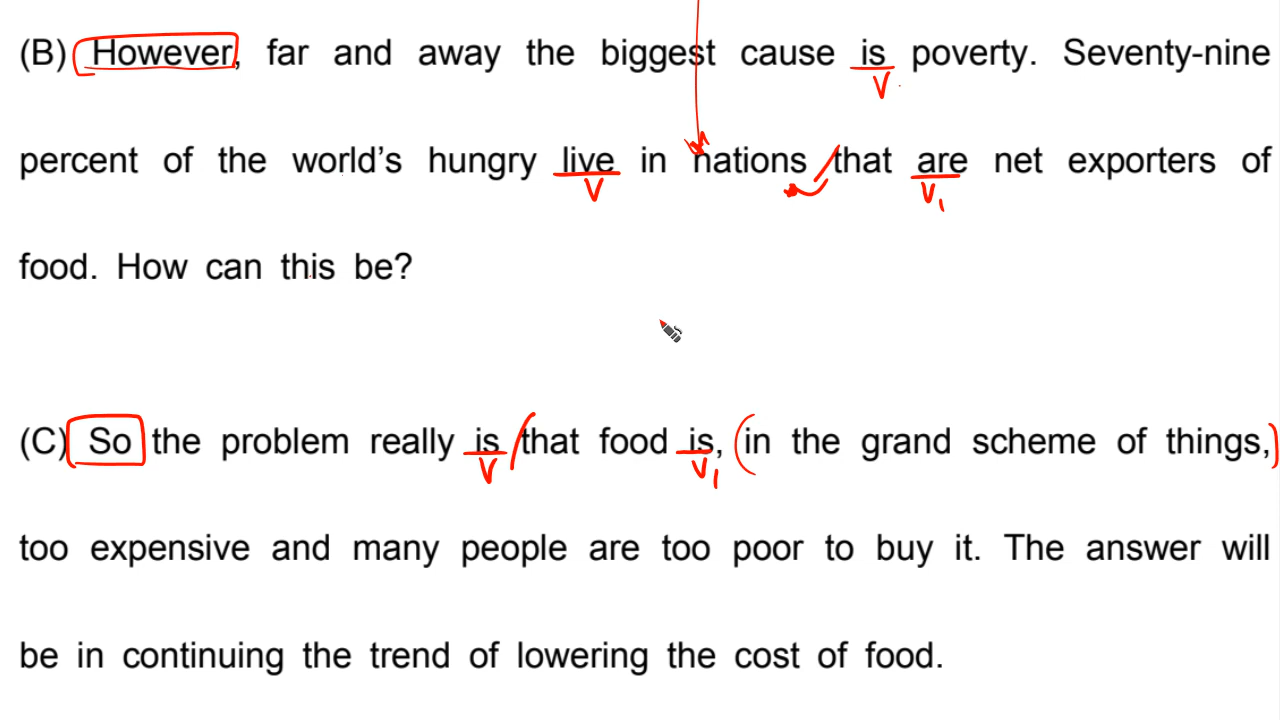 (B) However, far and away the biggest cause is poverty. Seventy-nine
V
percent of the world's hungry live in nations that are net exporters of
V V1
food. How can this be?
(C) So the problem really is that food is, in the grand scheme of things,
V V1
too expensive and many people are too poor to buy it. The answer will
be in continuing the trend of lowering the cost of food.